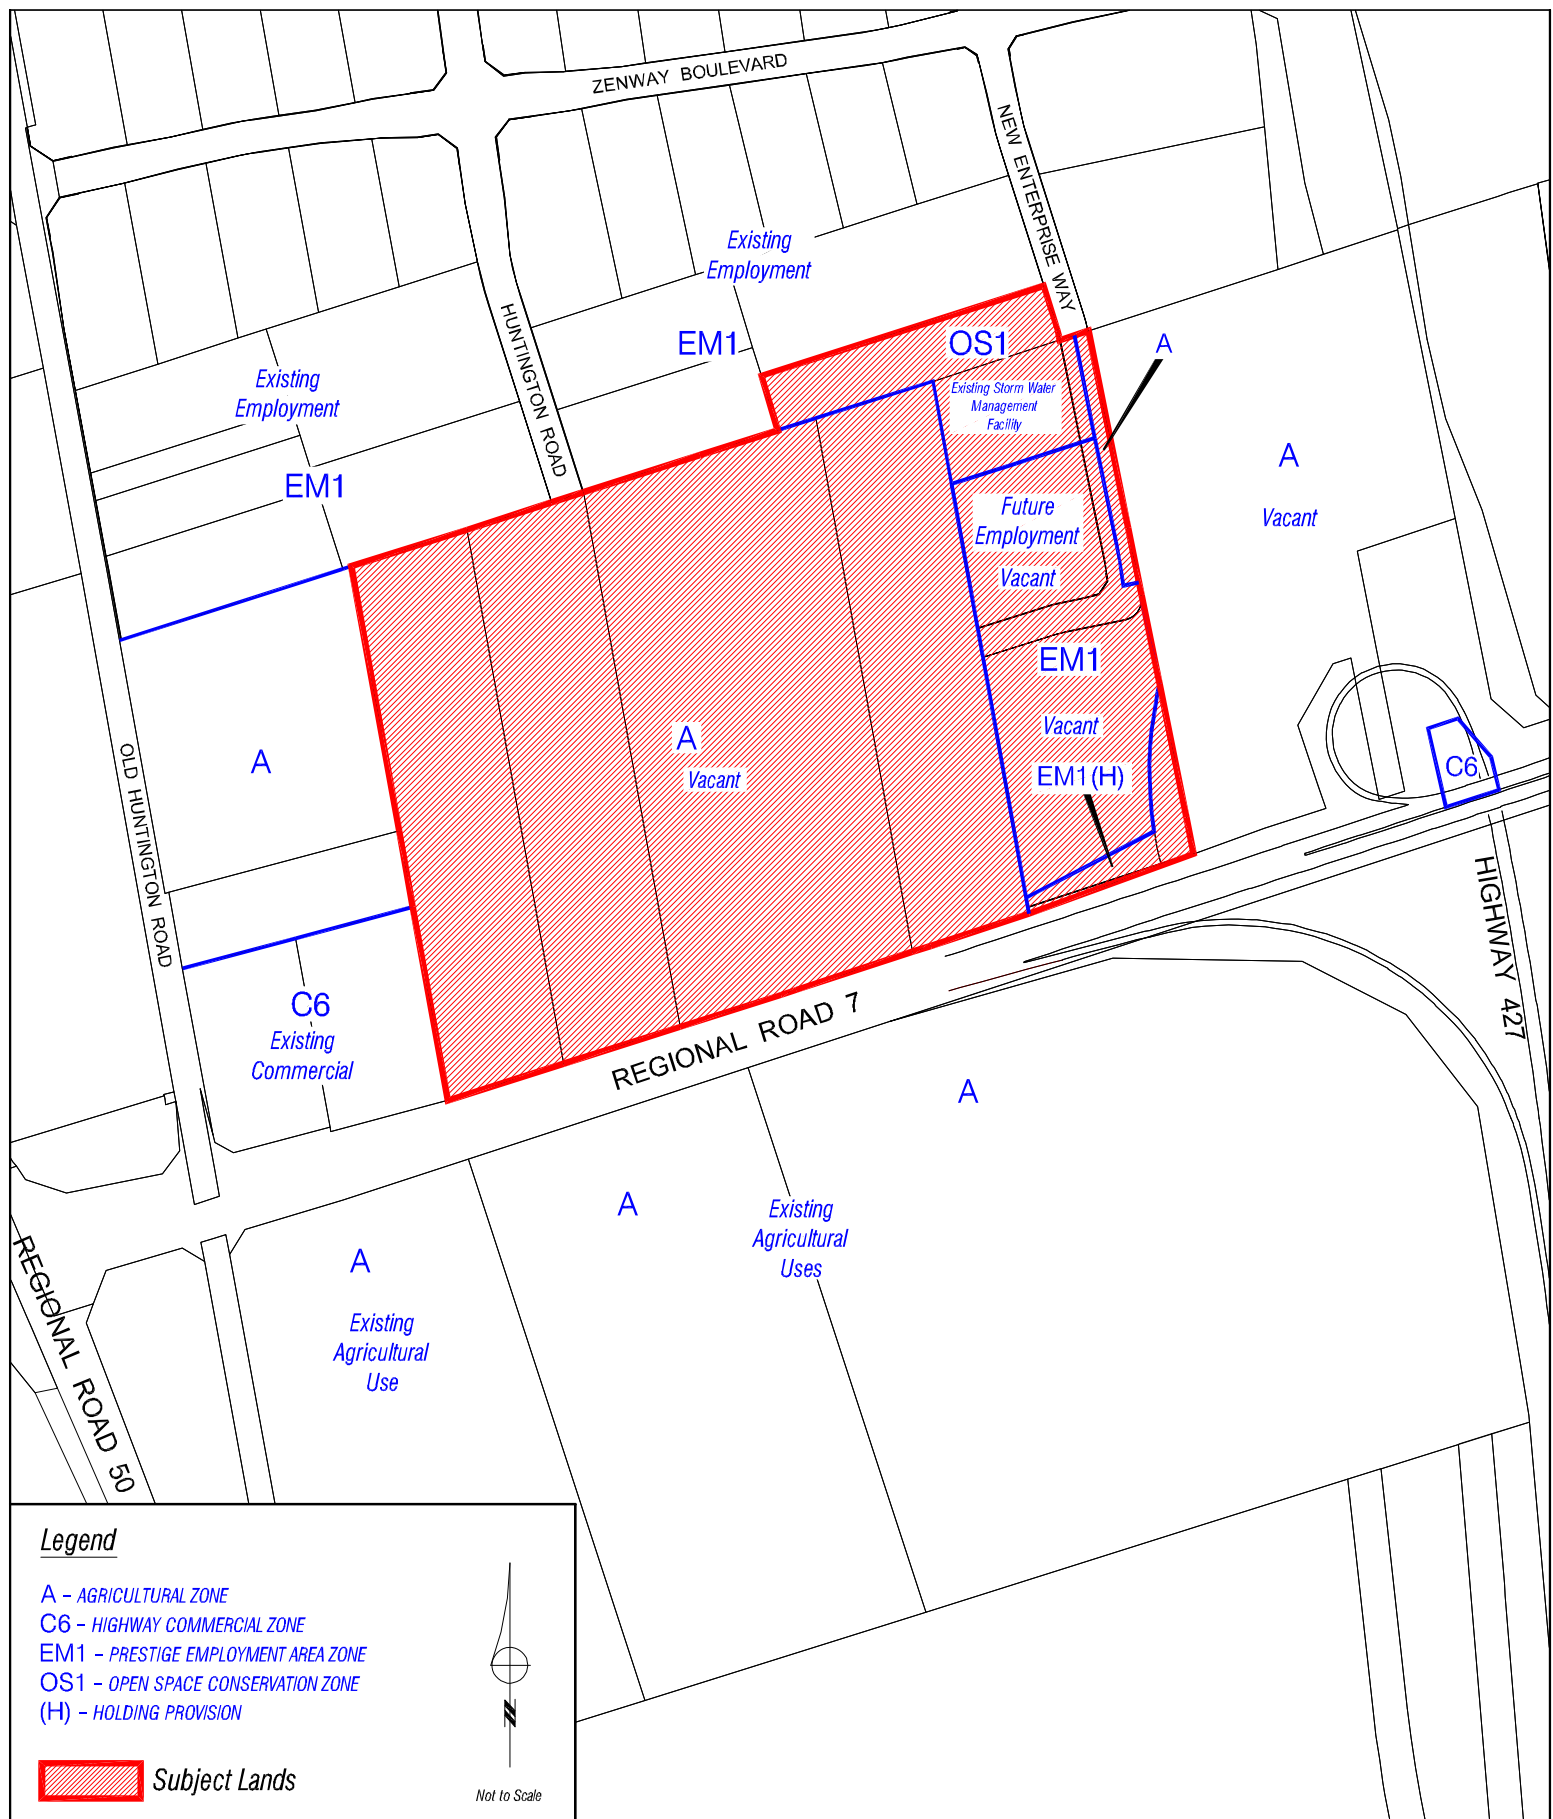 ZENWAY BOULEVARD
NEW ENTERPRISE WAY
Existing
Employment
HUNTINGTON ROAD
EM1
OS1
A
Existing Storm Water
Management
Facility
Existing
Employment
EM1
A
Vacant
Future
Employment
Vacant
EM1
Vacant
EM1(H)
A
Vacant
A
OLD HUNTINGTON ROAD
C6
HIGHWAY 427
C6
Existing
Commercial
REGIONAL ROAD 7
A
A
Existing
Agricultural
Uses
A
Existing
Agricultural
Use
REGIONAL ROAD 50
Legend
A - AGRICULTURAL ZONE
C6 - HIGHWAY COMMERCIAL ZONE
EM1 - PRESTIGE EMPLOYMENT AREA ZONE
OS1 - OPEN SPACE CONSERVATION ZONE
(H) - HOLDING PROVISION
Subject Lands
N
Not to Scale